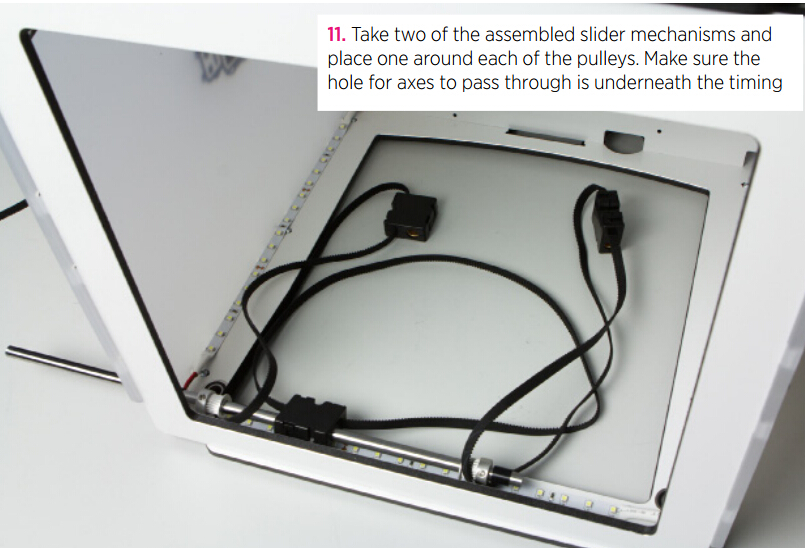 11. Take two of the assembled slider mechanisms and
place one around each of the pulleys. Make sure the
hole for axes to pass through is underneath the timing